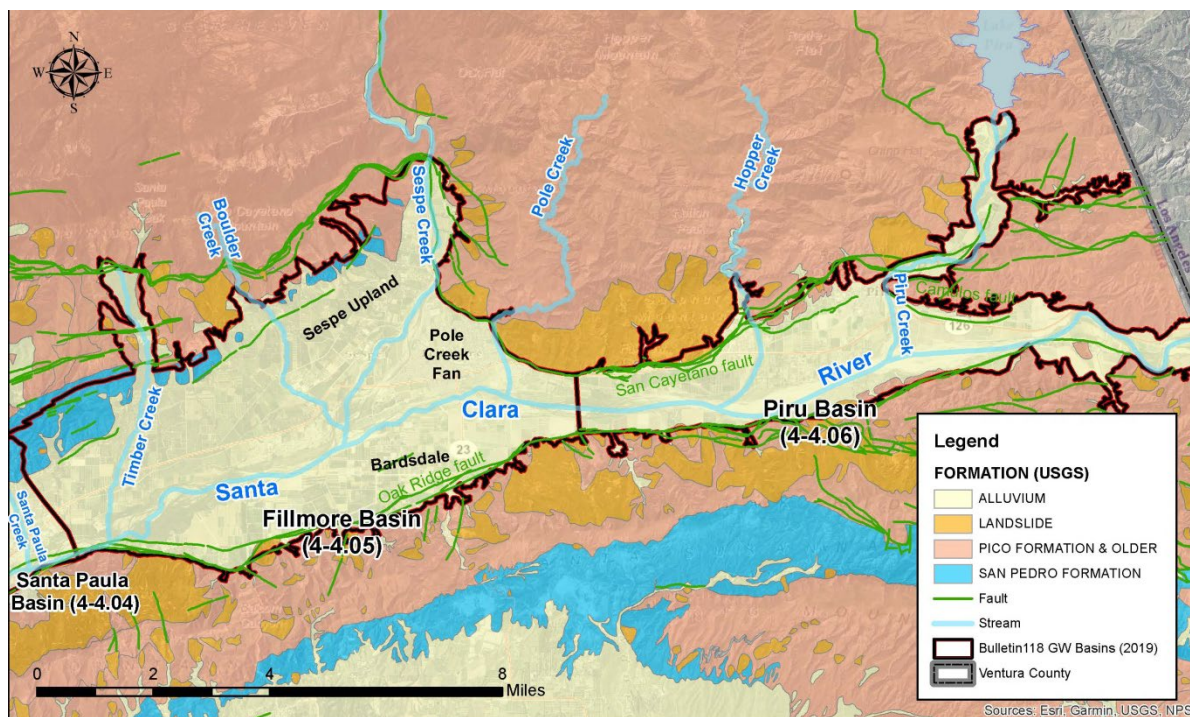 N
W
E
S
Pole Creek
Hopper
Creek
Sespe Creek
Boulder
Creek
Sespe Upland
Pole
Creek
Fan
Piru Creek
Camulos fault
126
San Cayetano fault
River
Clara
Piru Basin
(4-4.06)
Timber Creek
Bardsdale
23
Oak Ridge fault
Santa
Fillmore Basin
(4-4.05)
Santa Paula
Creek
Santa Paula
Basin (4-4.04)
Legend
FORMATION (USGS)
ALLUVIUM
LANDSLIDE
PICO FORMATION & OLDER
SAN PEDRO FORMATION
Fault
Stream
Bulletin118 GW Basins (2019)
Ventura County
0
2
4
8
Miles
Sources: Esri, Garmin, USGS, NPS